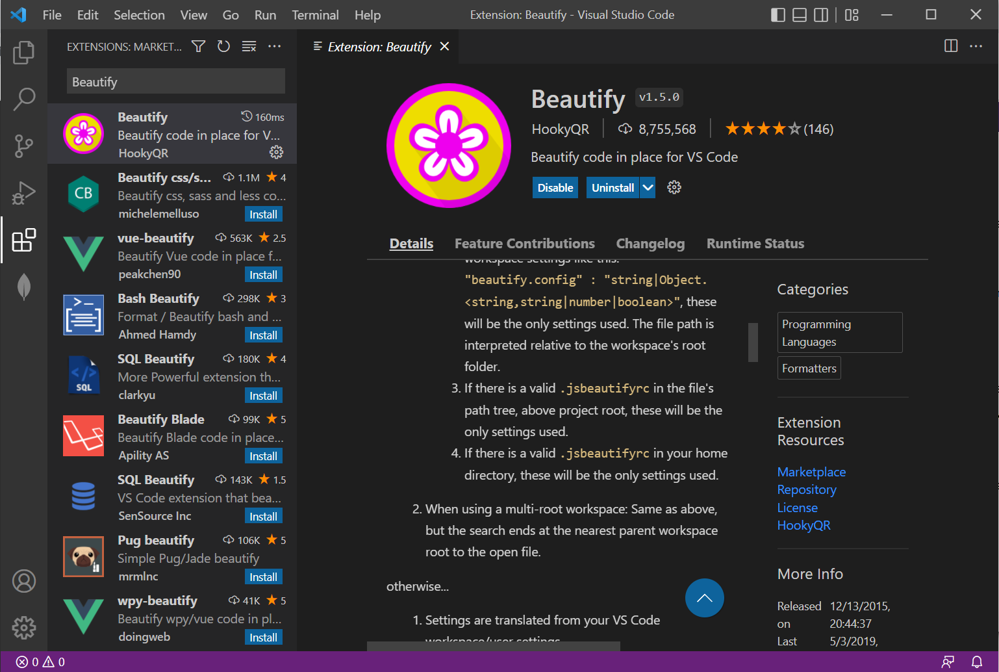 File Edit Selection View Go Run Terminal Help
Extension: Beautify - Visual Studio Code
EXTENSIONS: MARKET...
Beautify
Beautify 160ms
Beautify code in place for V...
HookyQR
CB
Beautify css/s... 1.1M 4
Beautify css, sass and less co...
michelemelluso Install
vue-beautify 563K 2.5
Beautify Vue code in place f...
peakchen90 Install
Bash Beautify 298K 3
Format / Beautify bash and ...
Ahmed Hamdy Install
SQL
SQL Beautify 180K 4
More Powerful extension th...
clarkyu Install
Beautify Blade 99K 5
Beautify Blade code in place...
Apility AS Install
SQL Beautify 143K 1.5
VS Code extension that bea...
SenSource Inc Install
Pug beautify 106K 5
Simple Pug/Jade beautify
mrmlnc Install
wpy-beautify 41K 5
Beautify wpy/vue code in pl...
doingweb Install
Extension: Beautify
Beautify v1.5.0
HookyQR 8,755,568 (146)
Beautify code in place for VS Code
Disable Uninstall
Details Feature Contributions Changelog Runtime Status
workspace settings like this:
"beautify.config" : "string|Object.
<string,string|number|boolean>", these
will be the only settings used. The file path is
interpreted relative to the workspace's root
folder.
3. If there is a valid .jsbeautifyrc in the file's
path tree, above project root, these will be the
only settings used.
4. If there is a valid .jsbeautifyrc in your home
directory, these will be the only settings used.
2. When using a multi-root workspace: Same as above,
but the search ends at the nearest parent workspace
root to the open file.
otherwise...
1. Settings are translated from your VS Code
workspace/user settings
Categories
Programming
Languages
Formatters
Extension
Resources
Marketplace
Repository
License
HookyQR
More Info
Released 12/13/2015,
on 20:44:37
Last 5/3/2019,
0 0